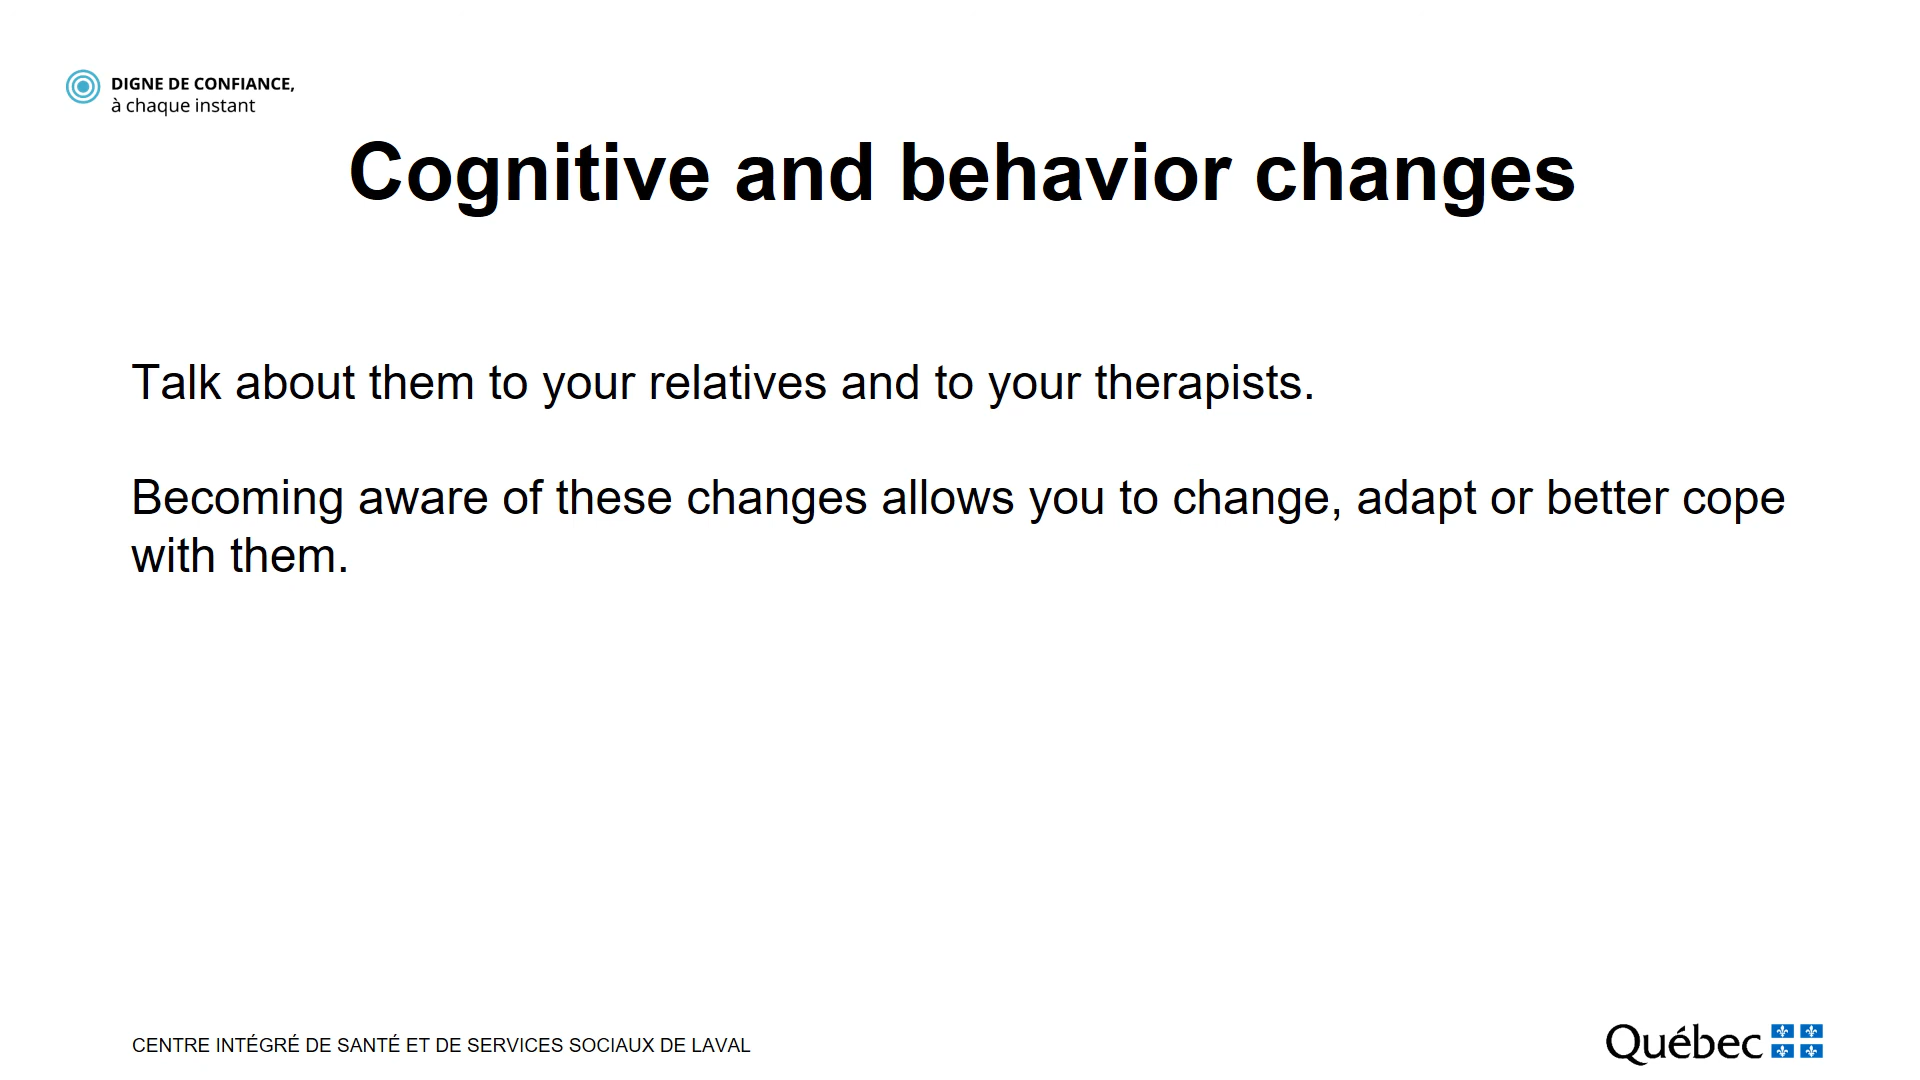 DIGNE DE CONFIANCE,
à chaque instant
Cognitive and behavior changes
Talk about them to your relatives and to your therapists.
Becoming aware of these changes allows you to change, adapt or better cope
with them.
CENTRE INTÉGRÉ DE SANTÉ ET DE SERVICES SOCIAUX DE LAVAL
Québec